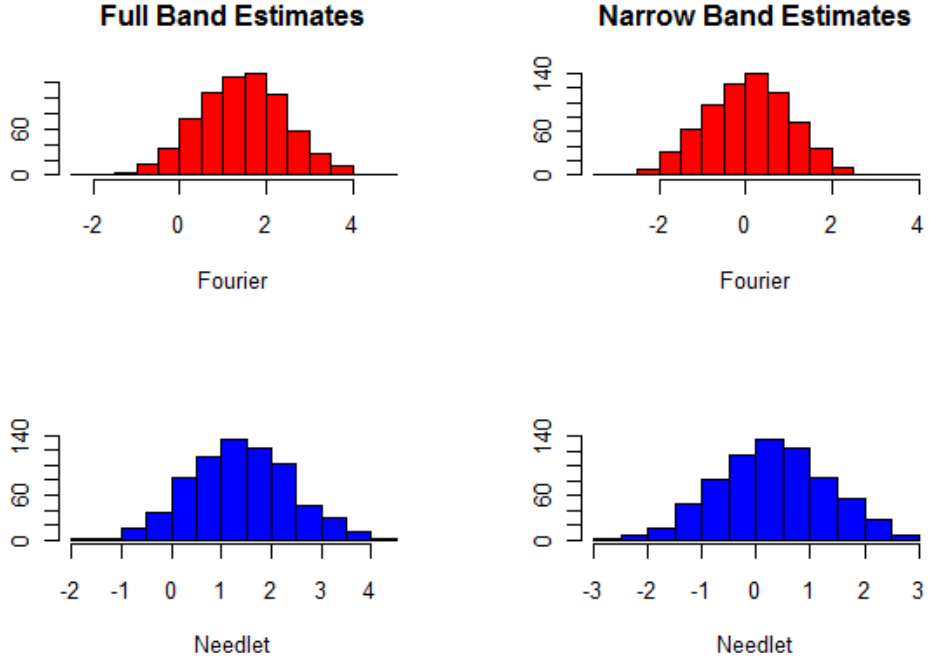 Full Band Estimates
Narrow Band Estimates
0 60
0 60 140
-2 0 2 4
-2 0 2 4
Fourier
Fourier
0 60 140
0 60 140
-2 -1 0 1 2 3 4
-3 -2 -1 0 1 2 3
Needlet
Needlet